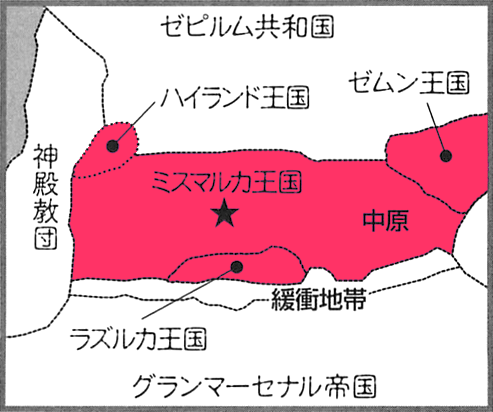 ゼピルム共和国
ゼムン王国
ハイランド王国
神殿教団
ミスマルカ王国
中原
緩衝地帯
ラズルカ王国
グランマーセナル帝国